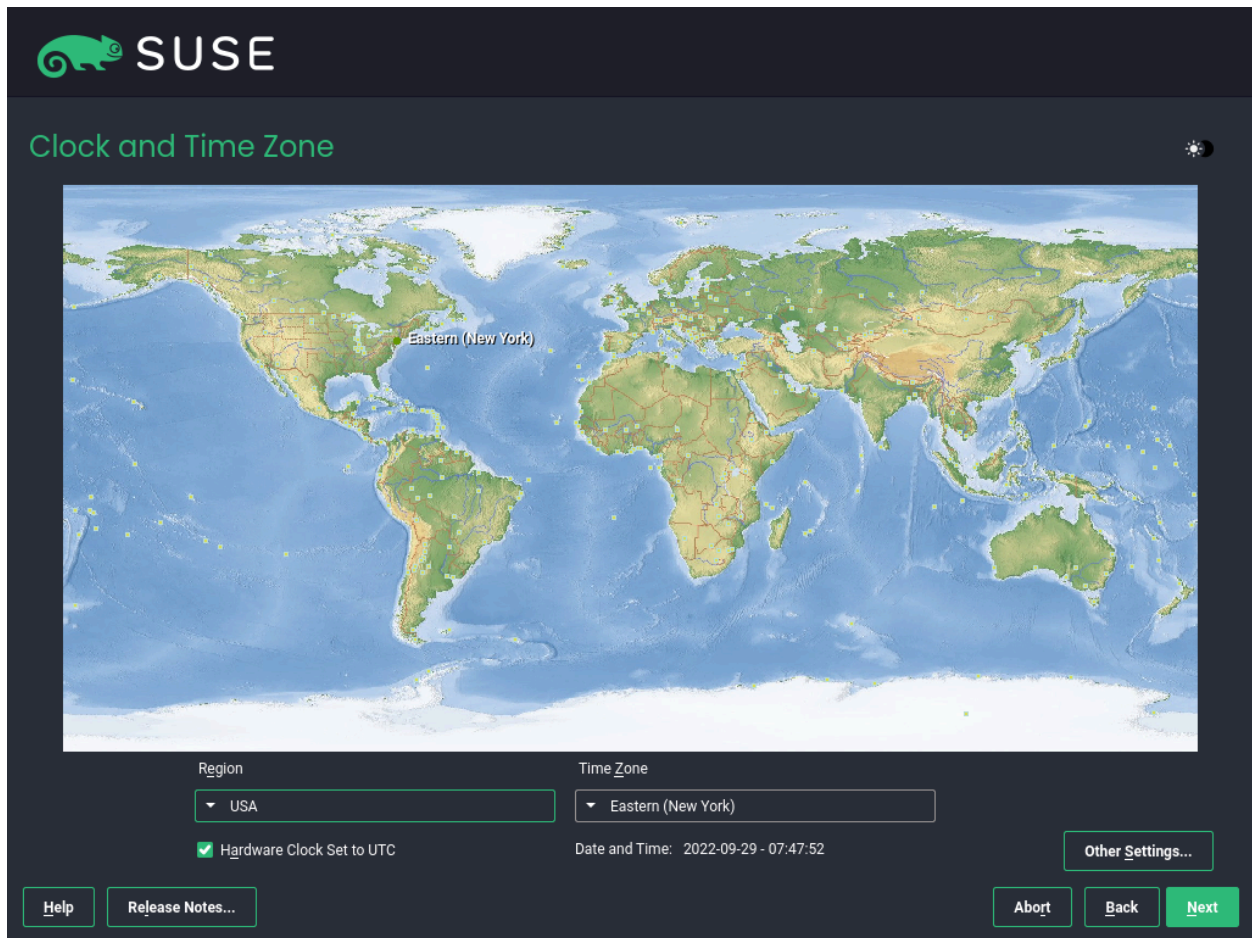 SUSE
Clock and Time Zone
Eastern (New York)
Region
Time Zone
USA
Eastern (New York)
Hardware Clock Set to UTC
Date and Time: 2022-09-29 - 07:47:52
Other Settings...
Help
Release Notes...
Abort
Back
Next